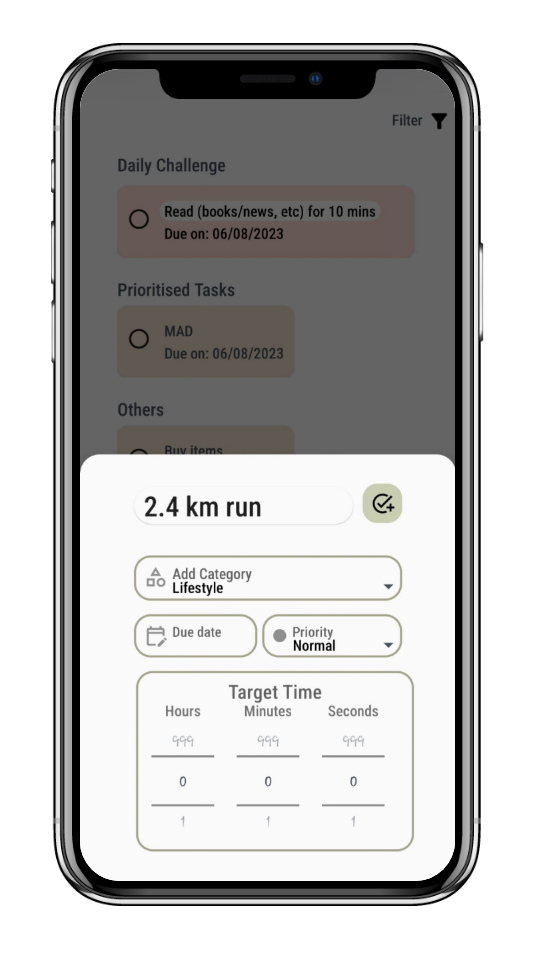 Filter
Daily Challenge
Read (books/news, etc) for 10 mins
Due on: 06/08/2023
Prioritised Tasks
MAD
Due on: 06/08/2023
Others
Buy items
2.4 km run
Add Category
Lifestyle
Due date
Priority
Normal
Target Time
Hours Minutes Seconds
999 999 999
0 0 0
1 1 1